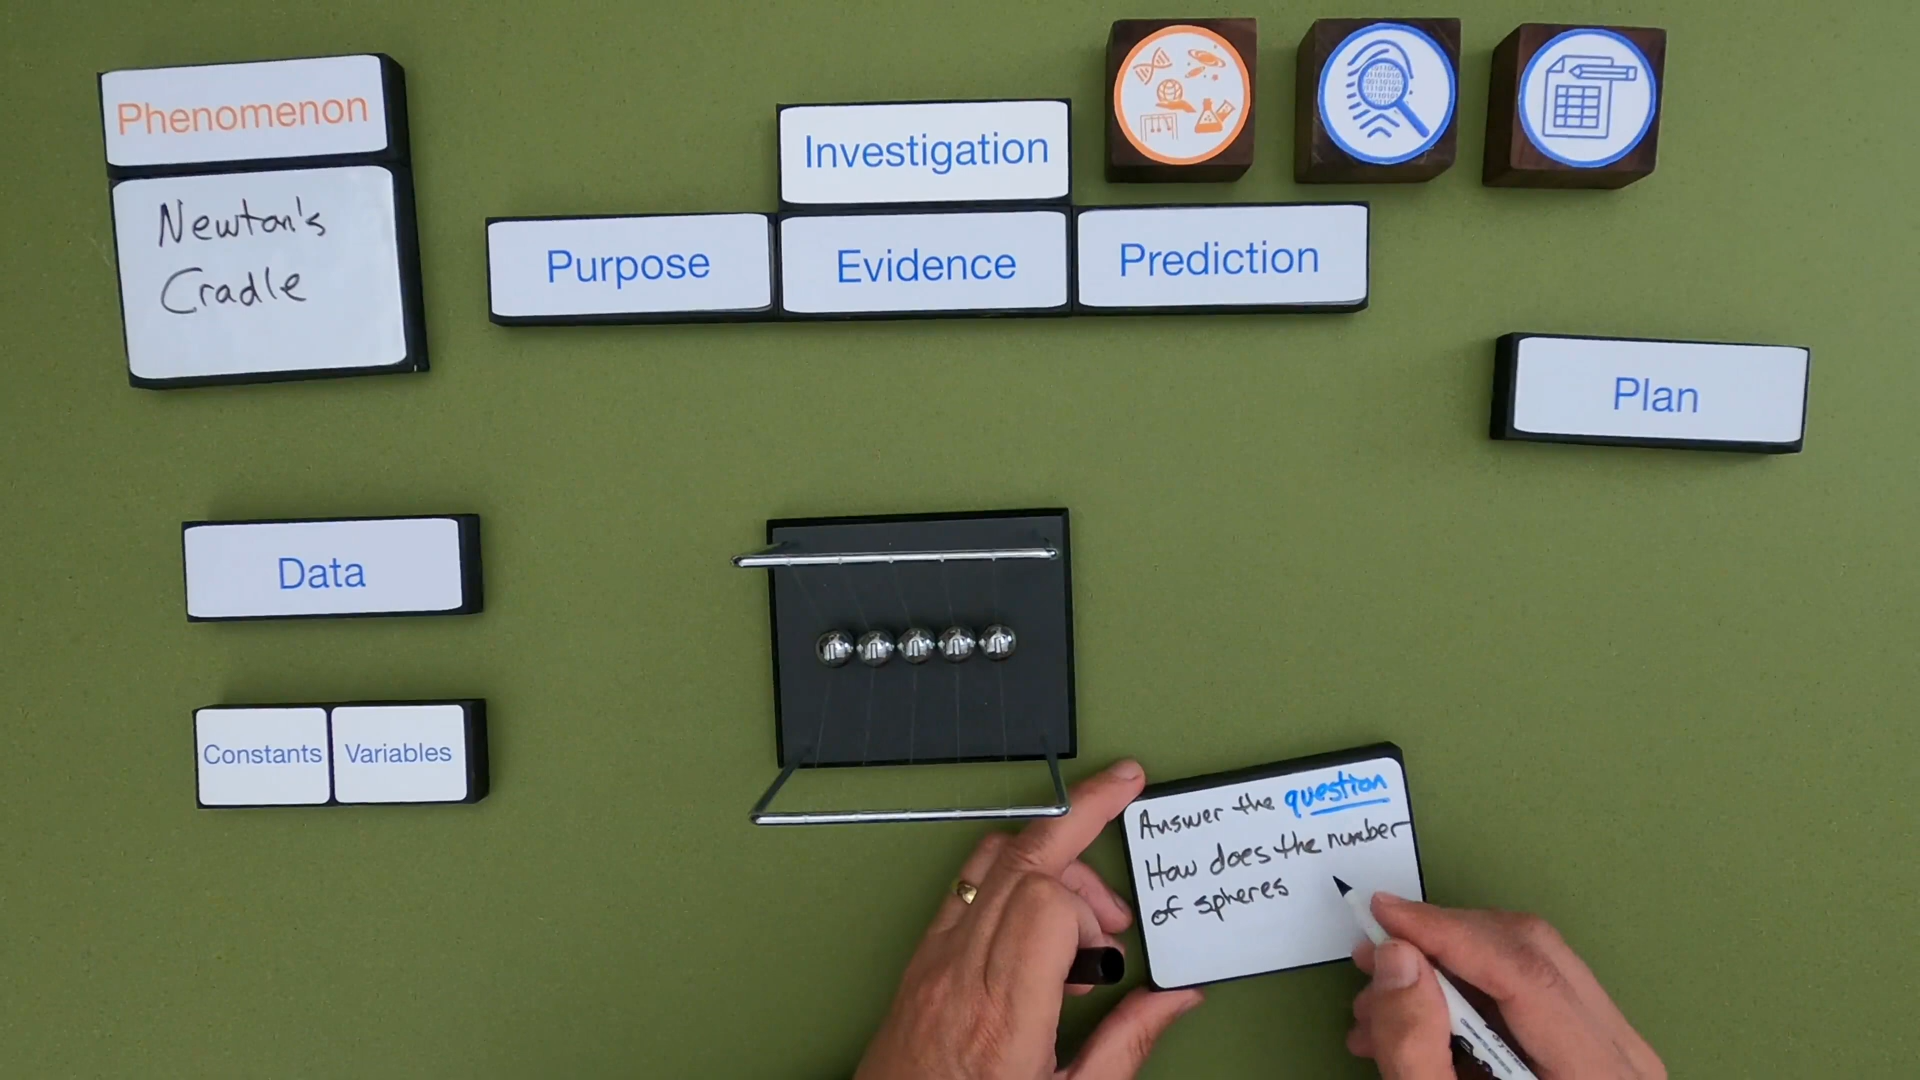 Phenomenon
Newton's
Cradle
Investigation
Purpose
Evidence
Prediction
Plan
Data
Constants
Variables
Answer the question
How does the number
of spheres